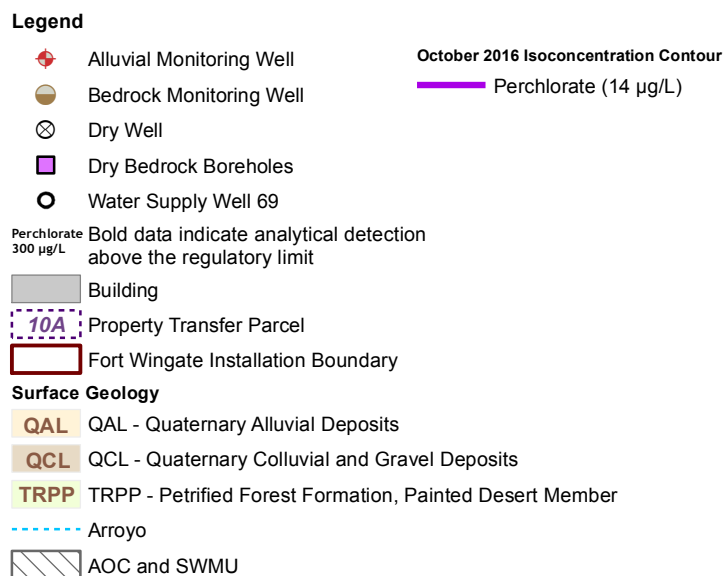 Legend
Alluvial Monitoring Well
Bedrock Monitoring Well
Dry Well
Dry Bedrock Boreholes
Water Supply Well 69
Perchlorate
300 µg/L
Bold data indicate analytical detection
above the regulatory limit
Building
10A Property Transfer Parcel
Fort Wingate Installation Boundary
Surface Geology
QAL QAL - Quaternary Alluvial Deposits
QCL QCL - Quaternary Colluvial and Gravel Deposits
TRPP TRPP - Petrified Forest Formation, Painted Desert Member
Arroyo
AOC and SWMU
October 2016 Isoconcentration Contour
Perchlorate (14 µg/L)